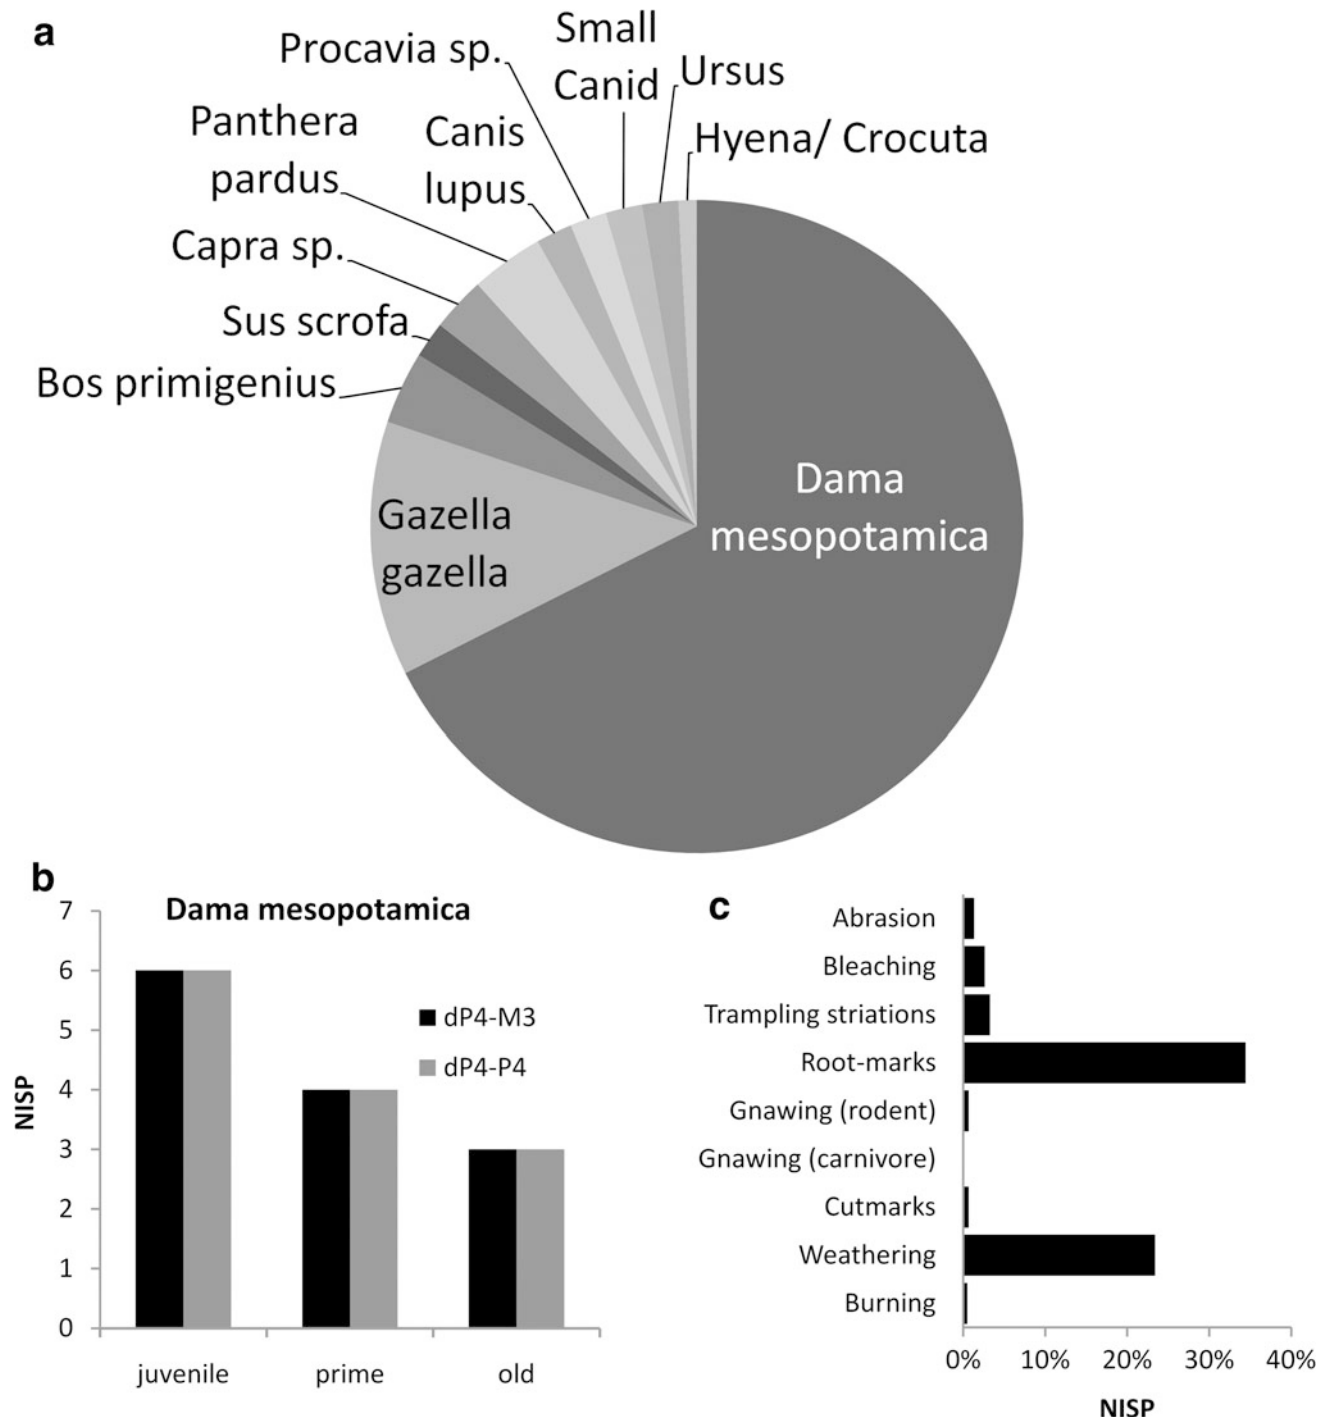 a
Procavia sp.
Small
Canid
Ursus
Hyena/ Crocuta
Panthera
pardus
Canis
lupus
Capra sp.
Sus scrofa
Bos primigenius
Gazella
gazella
Dama
mesopotamica
b
Dama mesopotamica
7
6
5
4
3
2
1
0
NISP
dP4-M3
dP4-P4
juvenile
prime
old
c
Abrasion
Bleaching
Trampling striations
Root-marks
Gnawing (rodent)
Gnawing (carnivore)
Cutmarks
Weathering
Burning
0% 10% 20% 30% 40%
NISP